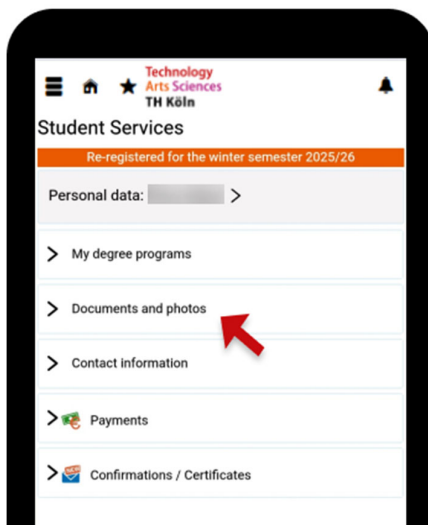 Technology
Arts Sciences
TH Köln
Student Services
Re-registered for the winter semester 2025/26
Personal data:
My degree programs
Documents and photos
Contact information
Payments
Confirmations / Certificates